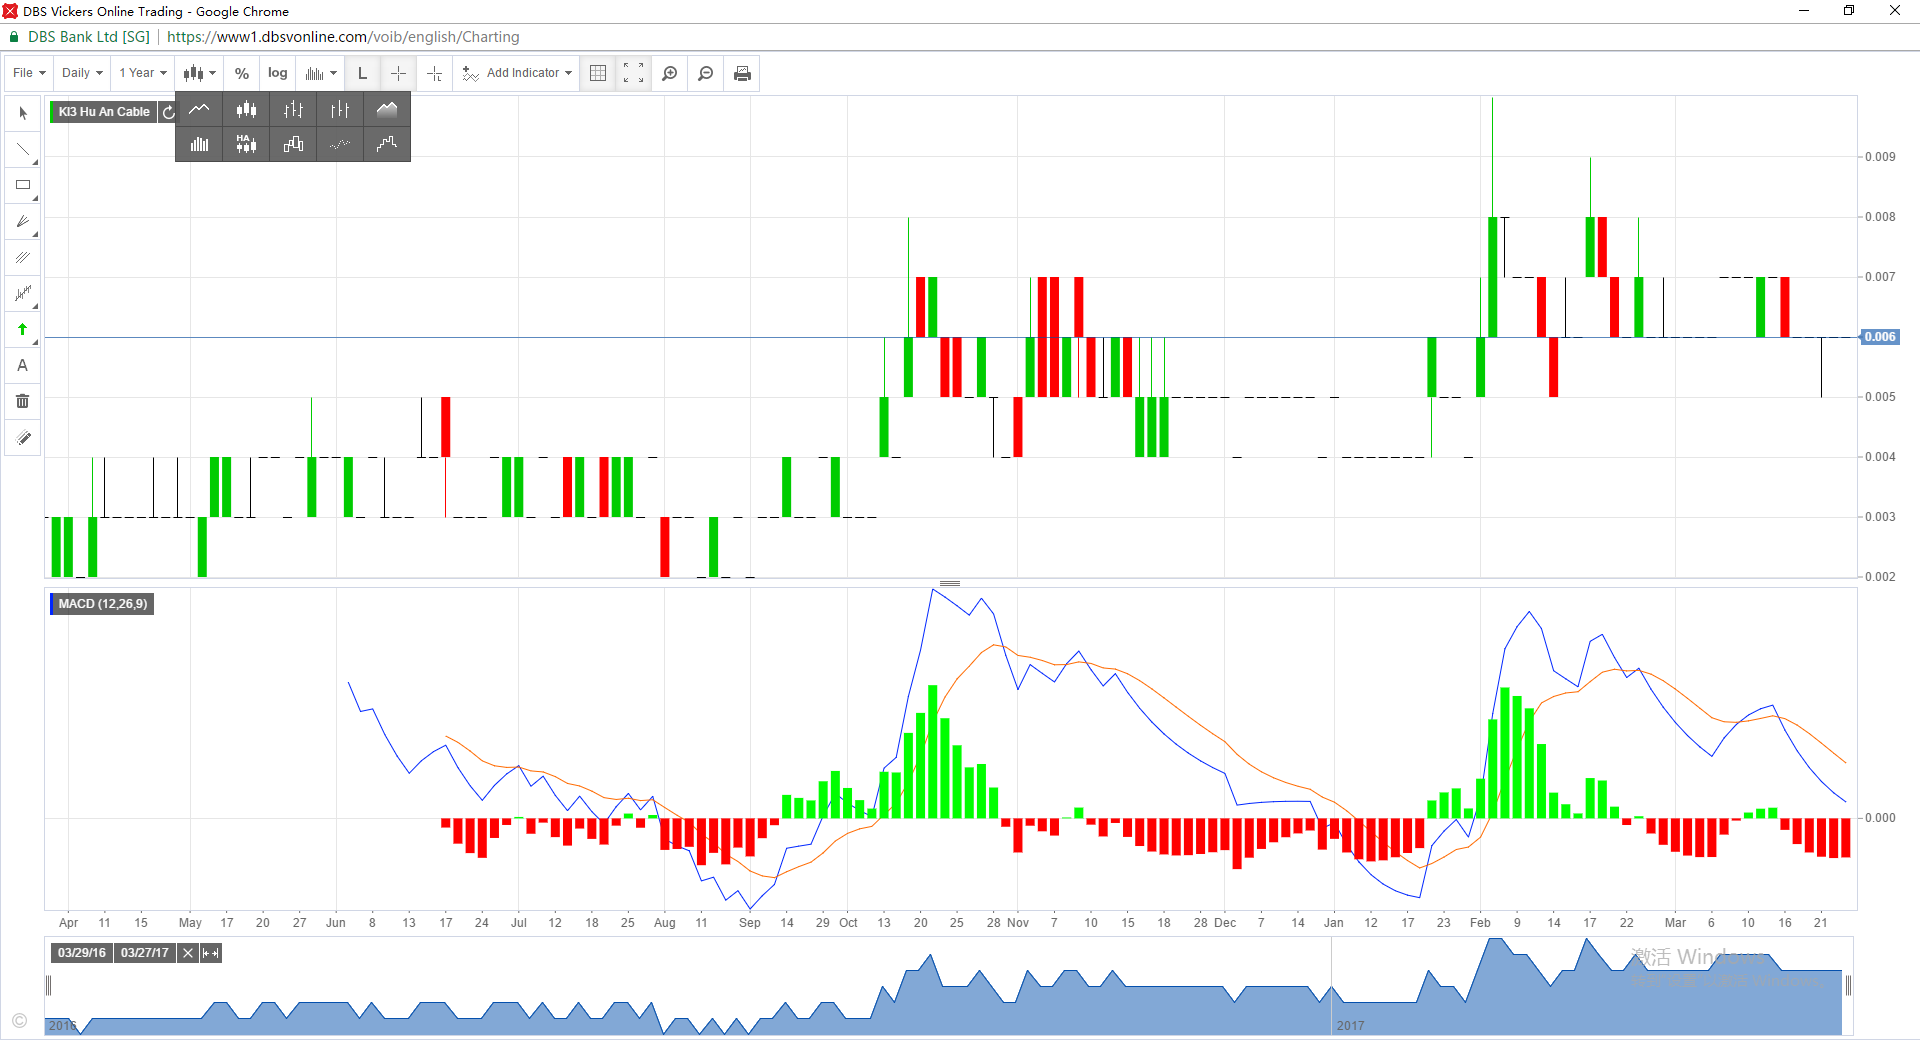 DBS Vickers Online Trading - Google Chrome
DBS Bank Ltd [SG] | https://www1.dbsvonline.com/voib/english/Charting
File Daily 1 Year % log L Add Indicator
KI3 Hu An Cable
HA
A
0.009
0.008
0.007
0.006
0.005
0.004
0.003
0.002
MACD (12,26,9)
0.000
Apr 11 15 May 17 20 27 Jun 8 13 17 24 Jul 12 18 25 Aug 11 Sep 14 29 Oct 13 20 25 28 Nov 7 10 15 18 28 Dec 7 14 Jan 12 17 23 Feb 9 14 17 22 Mar 6 10 16 21
03/29/16 03/27/17
激活 Windows
2016 2017
©